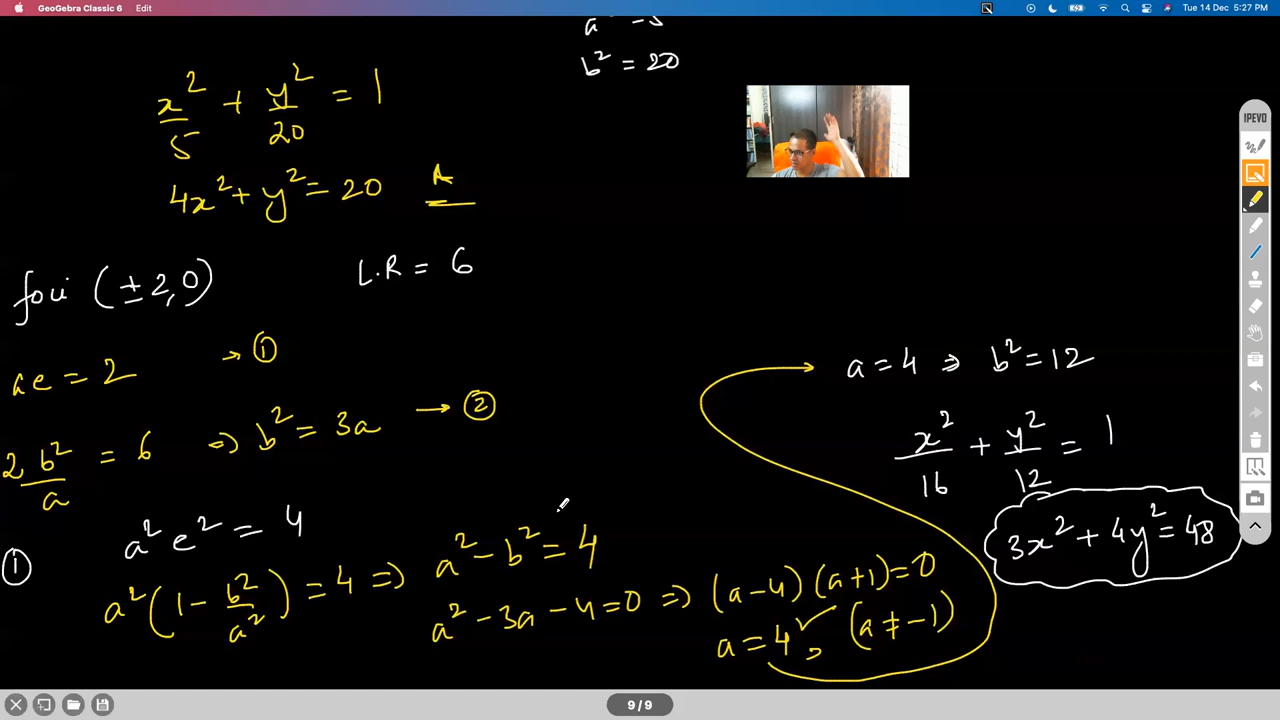 GeoGebra Classic 6 Edit
Tue 14 Dec 5:27 PM
b² = 20
x²/5 + y²/20 = 1
4x² + y² = 20 A
foci (±2,0) L.R = 6
ae = 2 → ①
2b²/a = 6 ⇒ b² = 3a → ②
① a²e² = 4
a²(1 - b²/a²) = 4 ⇒ a² - b² = 4
a² - 3a - 4 = 0 ⇒ (a-4)(a+1) = 0
a = 4 ✓, (a ≠ -1)
→ a = 4 ⇒ b² = 12
x²/16 + y²/12 = 1
3x² + 4y² = 48
IPEVO
9/9